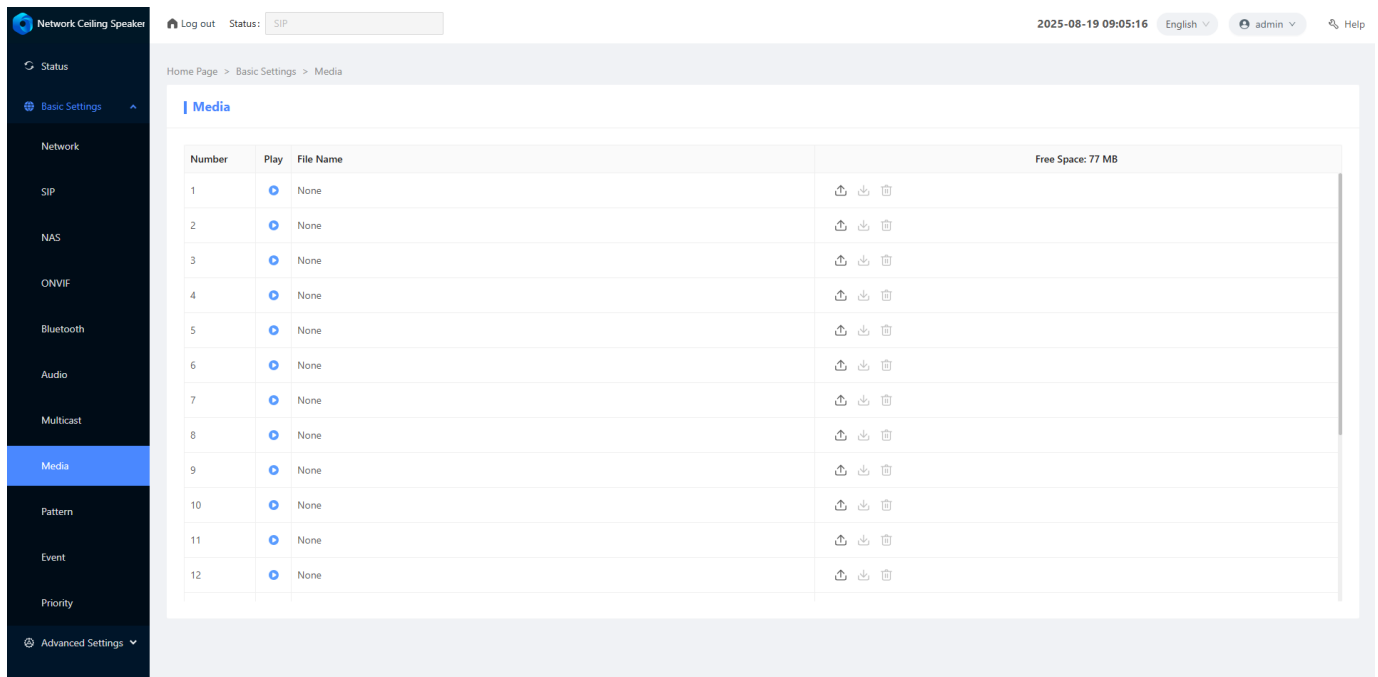 Network Ceiling Speaker
Log out Status: SIP 2025-08-19 09:05:16 English admin Help
Status
Home Page > Basic Settings > Media
Basic Settings
Media
Network
Number Play File Name Free Space: 77 MB
1 None
SIP
2 None
NAS
3 None
ONVIF
4 None
Bluetooth
5 None
6 None
Audio
7 None
Multicast
8 None
Media
9 None
10 None
Pattern
11 None
Event
12 None
Priority
Advanced Settings